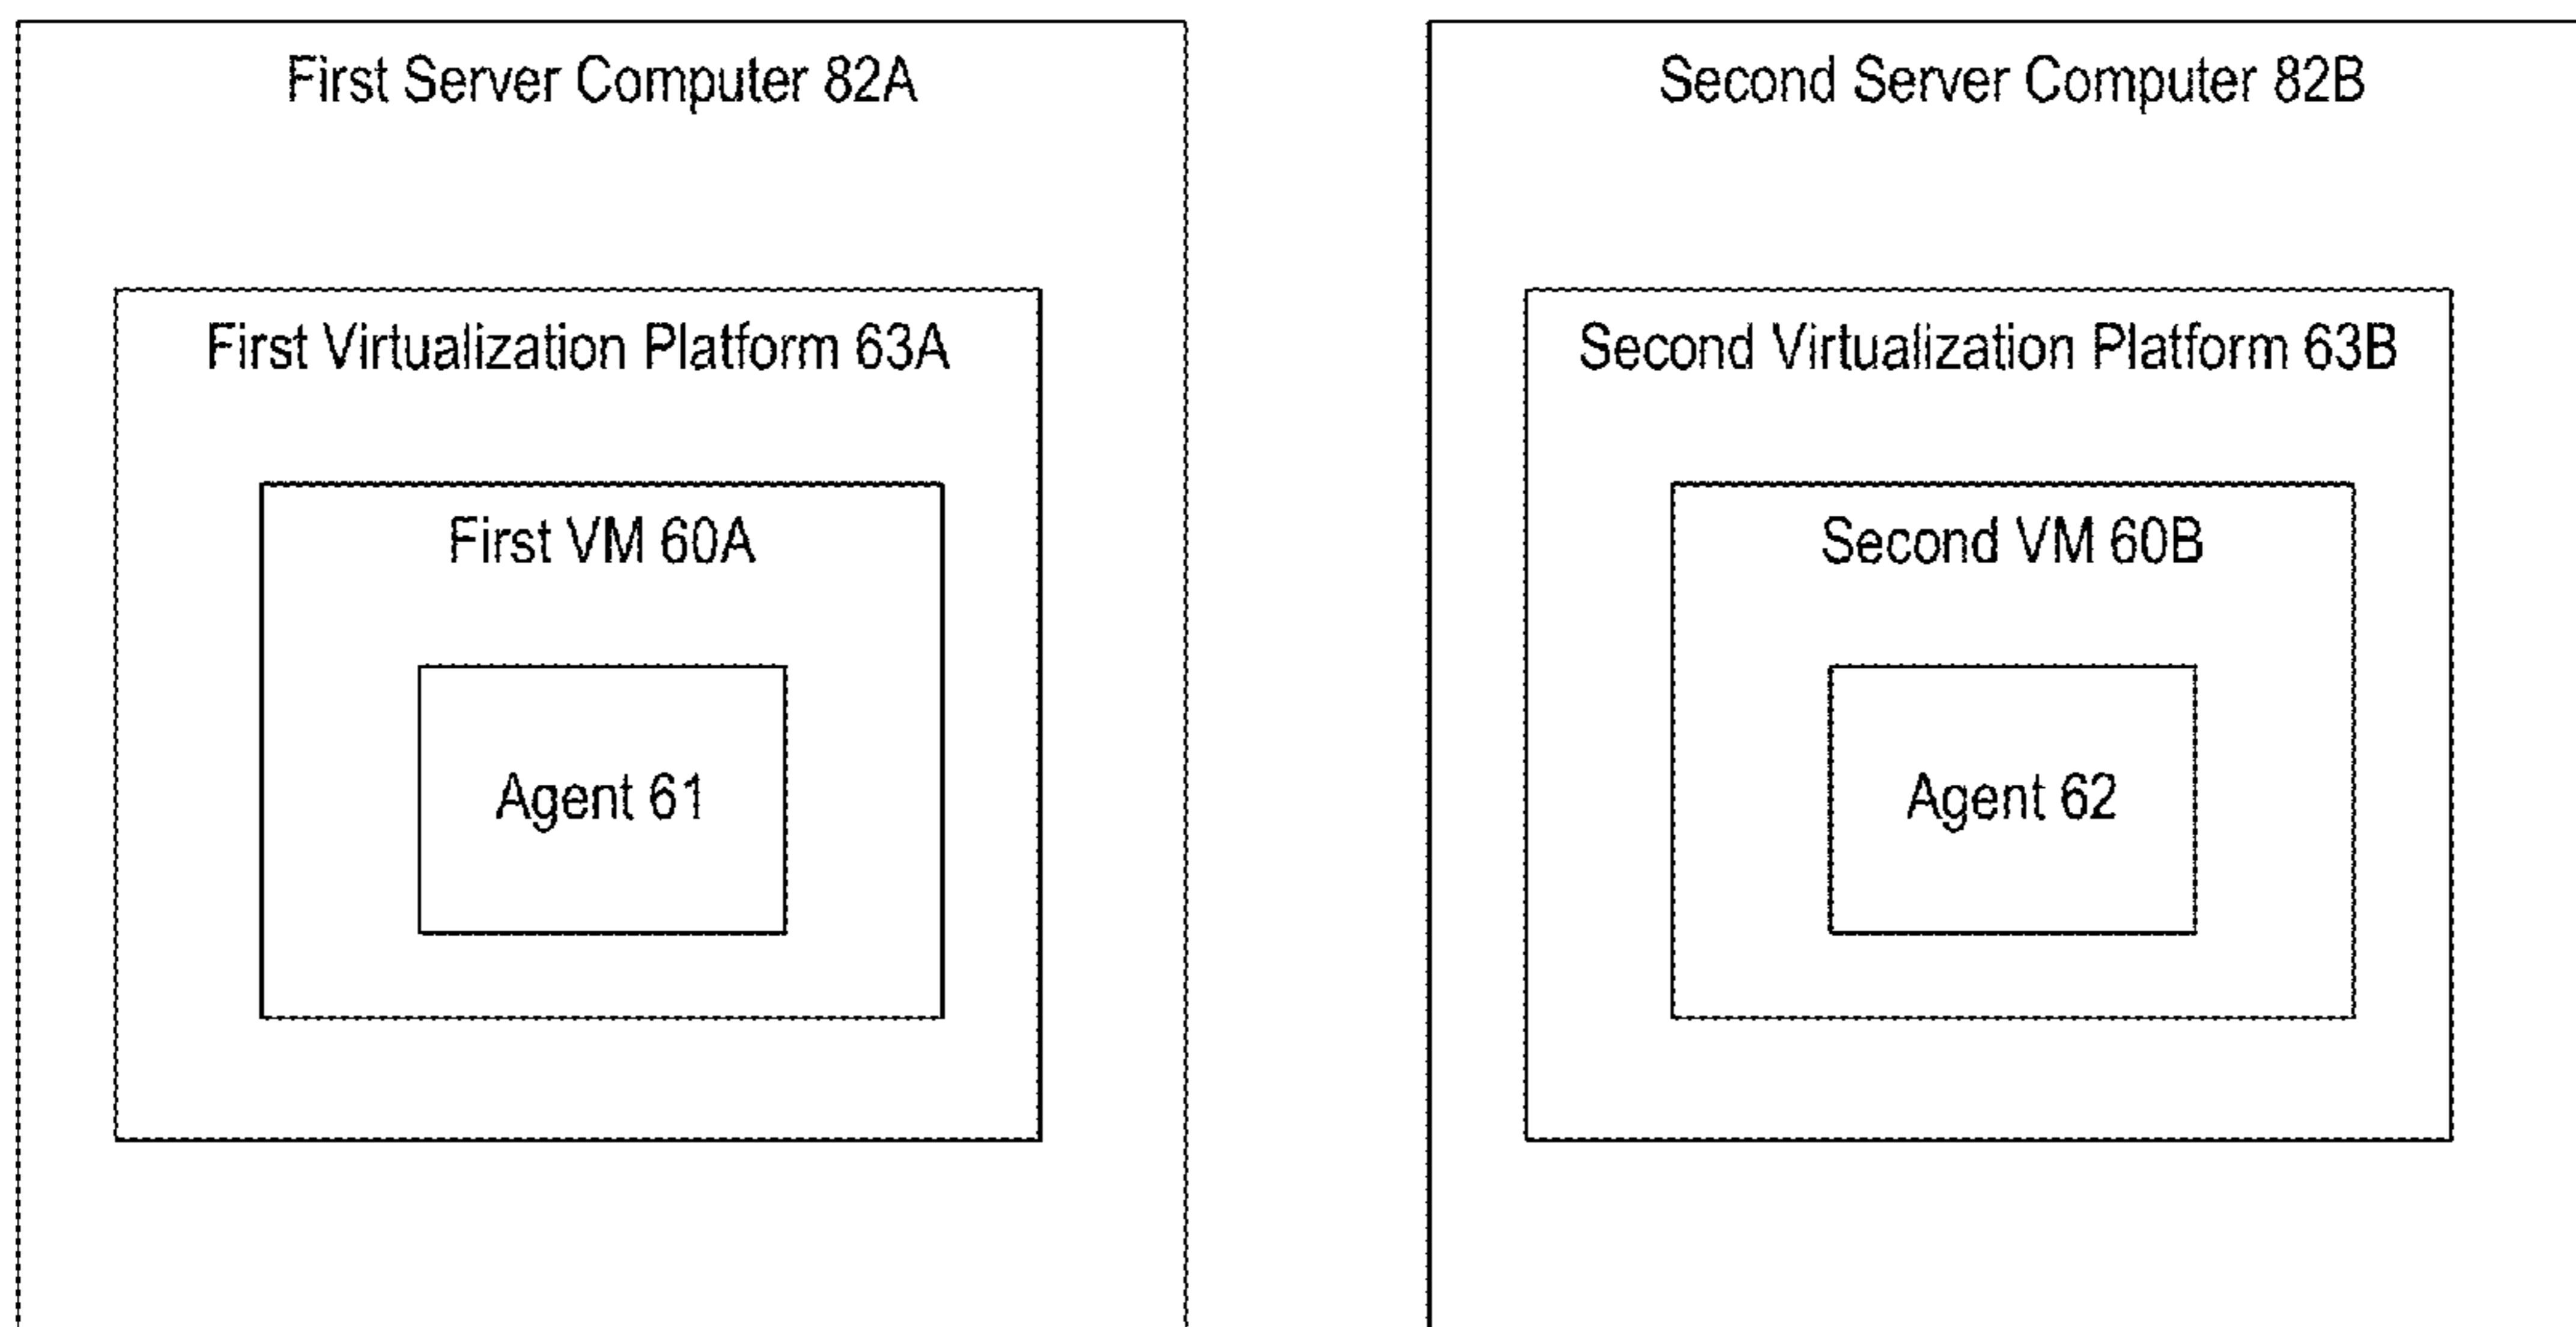 First Server Computer 82A
First Virtualization Platform 63A
First VM 60A
Agent 61
Second Server Computer 82B
Second Virtualization Platform 63B
Second VM 60B
Agent 62